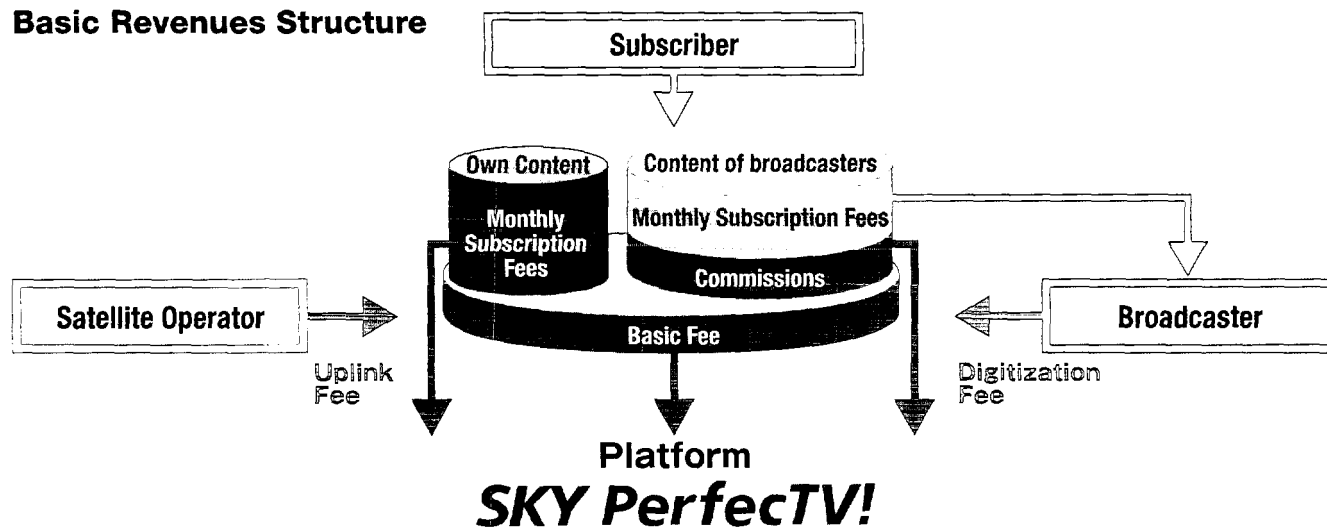 Basic Revenues Structure
Subscriber
Own Content
Content of broadcasters
Monthly
Subscription
Fees
Monthly Subscription Fees
Commissions
Basic Fee
Satellite Operator
Broadcaster
Uplink
Fee
Digitization
Fee
Platform
SKY PerfecTV!